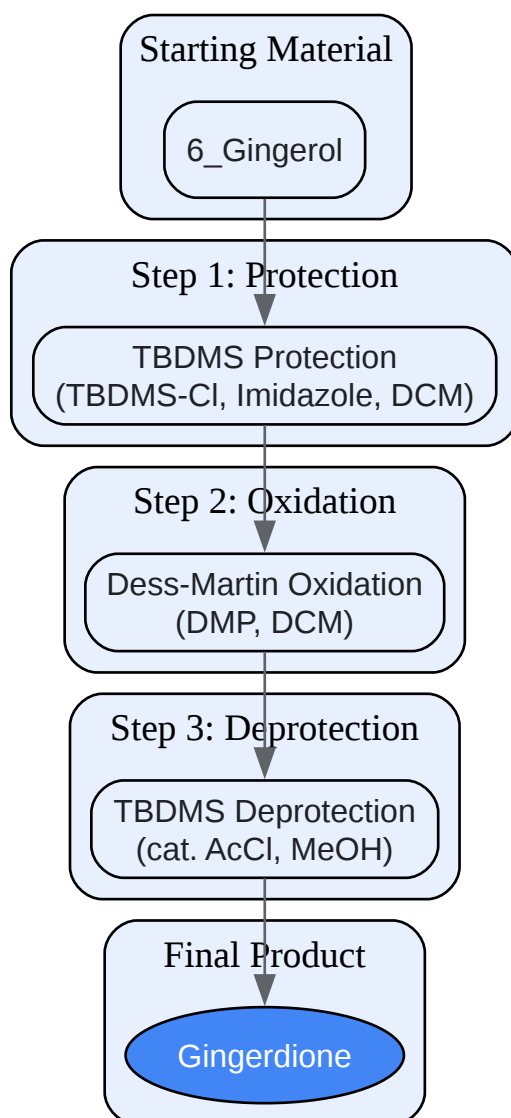 Starting Material
6_Gingerol
Step 1: Protection
TBDMS Protection
(TBDMS-Cl, Imidazole, DCM)
Step 2: Oxidation
Dess-Martin Oxidation
(DMP, DCM)
Step 3: Deprotection
TBDMS Deprotection
(cat. AcCl, MeOH)
Final Product
Gingerdione